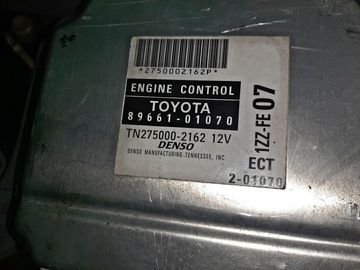 *2750002162P*
ENGINE CONTROL
TOYOTA
89661-01070
TN275000-2162 12V
DENSO
DENSO MANUFACTURING TENNESSEE, INC.
1ZZ-FE 07
ECT
2-01070